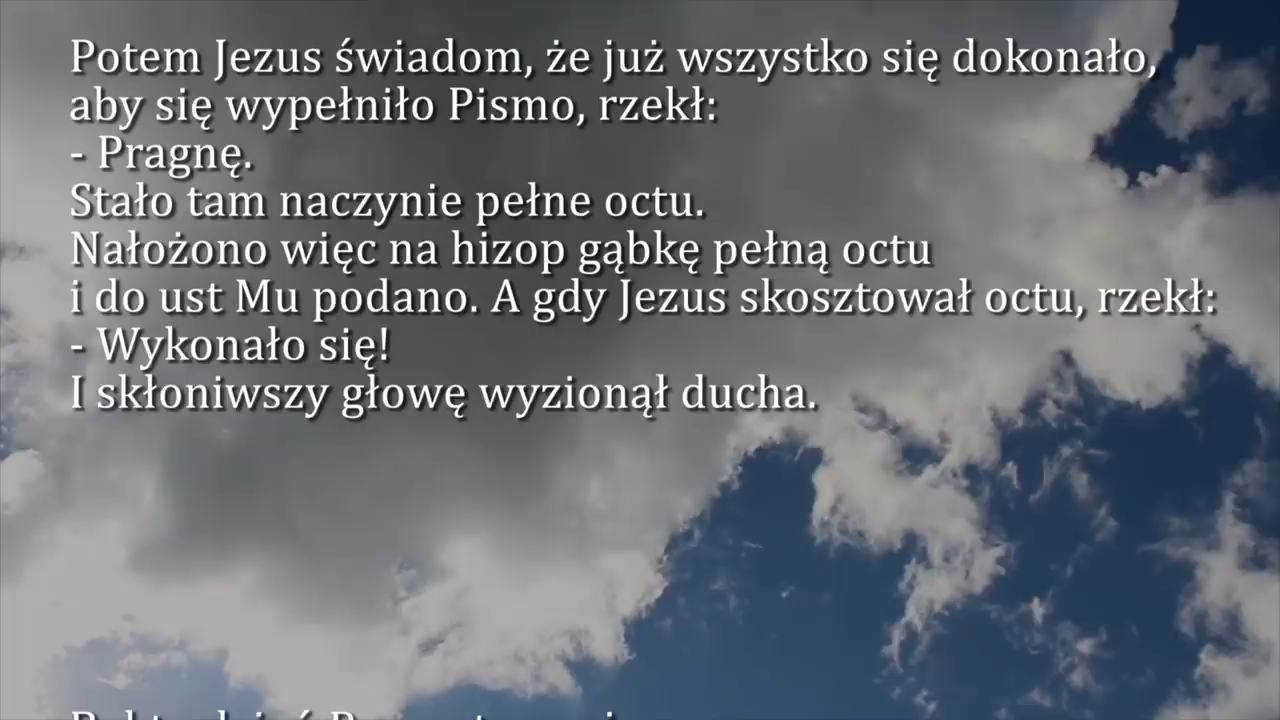 Potem Jezus świadom, że już wszystko się dokonało,
aby się wypełniło Pismo, rzekł:
- Pragnę.
Stało tam naczynie pełne octu.
Nałożono więc na hizop gąbkę pełną octu
i do ust Mu podano. A gdy Jezus skosztował octu, rzekł:
- Wykonało się!
I skłoniwszy głowę wyzionął ducha.